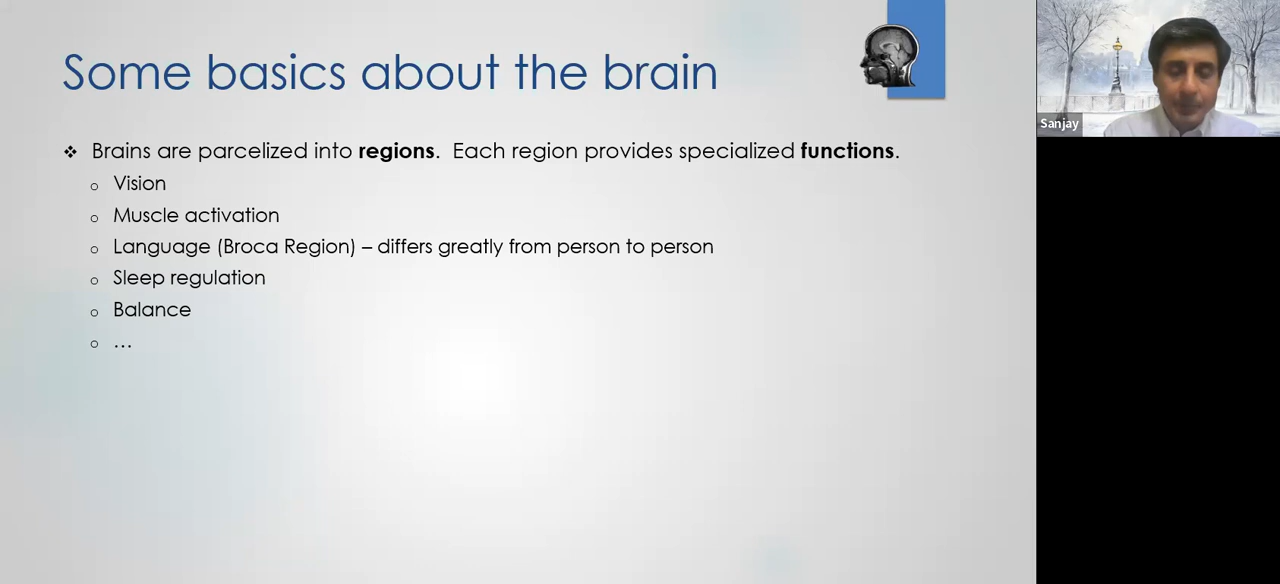 Some basics about the brain
❖ Brains are parcelized into regions. Each region provides specialized functions.
o Vision
o Muscle activation
o Language (Broca Region) – differs greatly from person to person
o Sleep regulation
o Balance
o …
Sanjay